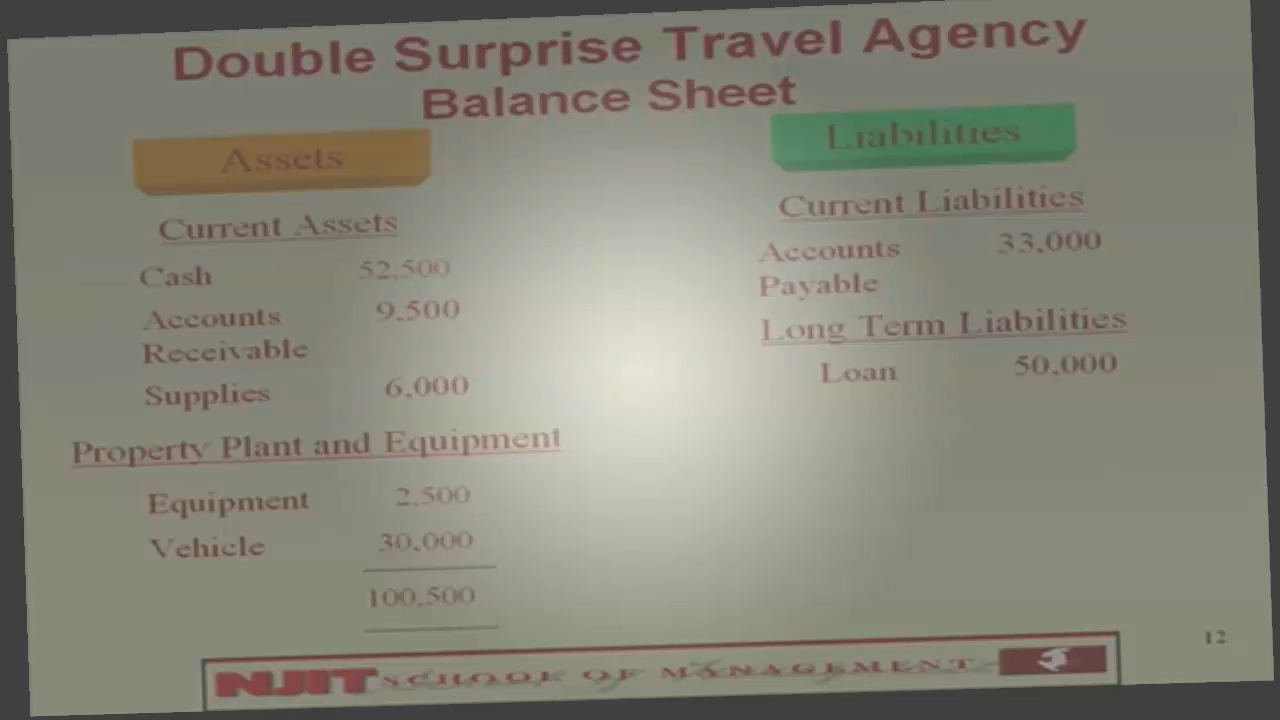 Double Surprise Travel Agency
Balance Sheet
Assets
Current Assets
Cash 52,500
Accounts 9,500
Receivable
Supplies 6,000
Property Plant and Equipment
Equipment 2,500
Vehicle 30,000
100,500
Liabilities
Current Liabilities
Accounts 33,000
Payable
Long Term Liabilities
Loan 50,000
12
NJIT SCHOOL OF MANAGEMENT